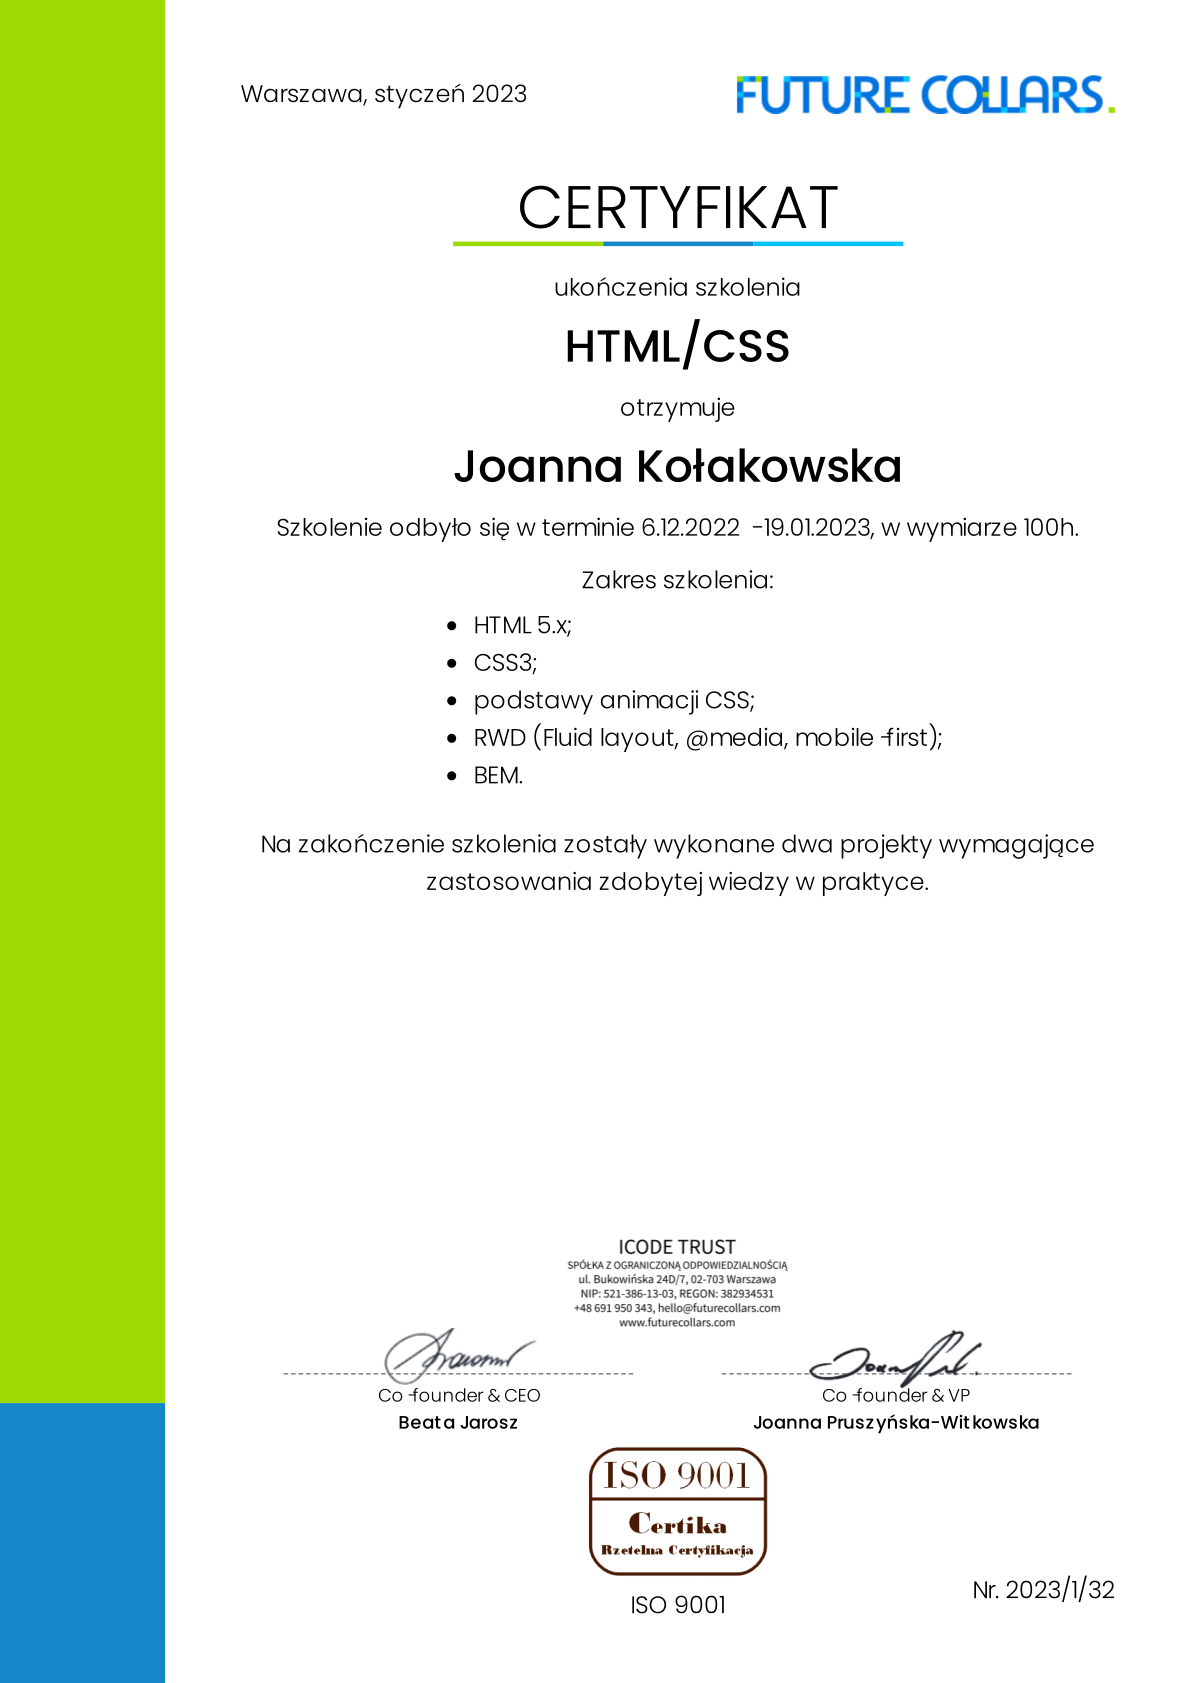 Warszawa, styczeń 2023
FUTURE COLLARS.
CERTYFIKAT
ukończenia szkolenia
HTML/CSS
otrzymuje
Joanna Kołakowska
Szkolenie odbyło się w terminie 6.12.2022 -19.01.2023, w wymiarze 100h.
Zakres szkolenia:
• HTML 5.x;
• CSS3;
• podstawy animacji CSS;
• RWD (Fluid layout, @media, mobile -first);
• BEM.
Na zakończenie szkolenia zostały wykonane dwa projekty wymagające
zastosowania zdobytej wiedzy w praktyce.
ICODE TRUST
SPÓŁKA Z OGRANICZONĄ ODPOWIEDZIALNOŚCIĄ
ul. Bukowińska 24D/7, 02-703 Warszawa
NIP: 521-386-13-03, REGON: 382934531
+48 691 950 343, hello@futurecollars.com
www.futurecollars.com
Co -founder & CEO
Beata Jarosz
Co -founder & VP
Joanna Pruszyńska-Witkowska
ISO 9001
Certika
Rzetelna Certyfikacja
ISO 9001
Nr. 2023/1/32